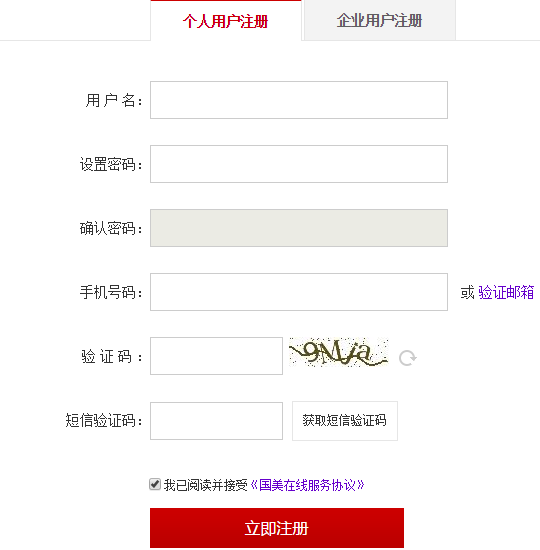 个人用户注册 企业用户注册
用 户 名：
设置密码：
确认密码：
手机号码： 或 验证邮箱
验 证 码 ： 9Mja
短信验证码： 获取短信验证码
我已阅读并接受《国美在线服务协议》
立即注册